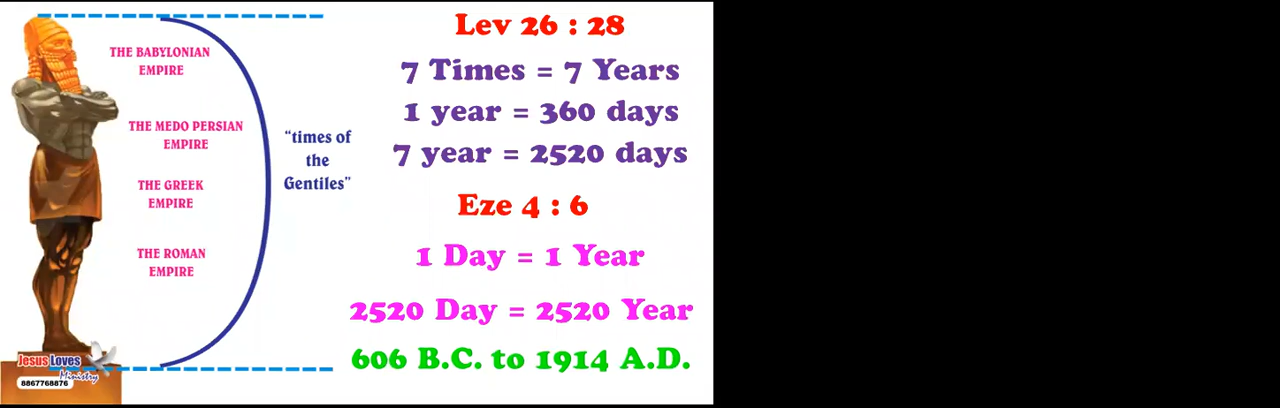 THE BABYLONIAN
EMPIRE
THE MEDO PERSIAN
EMPIRE
THE GREEK
EMPIRE
THE ROMAN
EMPIRE
"times of
the
Gentiles"
Lev 26 : 28
7 Times = 7 Years
1 year = 360 days
7 year = 2520 days
Eze 4 : 6
1 Day = 1 Year
2520 Day = 2520 Year
606 B.C. to 1914 A.D.
Jesus Loves
Ministry
8867768876